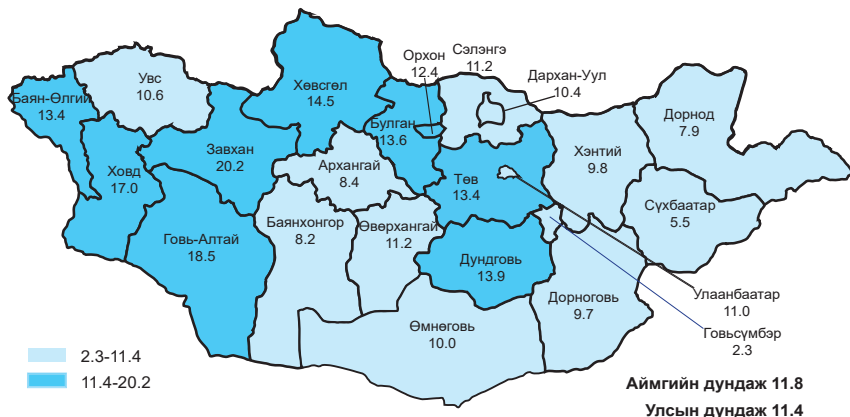 Увс
10.6
Баян-Өлгий
13.4
Ховд
17.0
Завхан
20.2
Говь-Алтай
18.5
Хөвсгөл
14.5
Архангай
8.4
Баянхонгор
8.2
Өвөрхангай
11.2
Булган
13.6
Орхон
12.4
Сэлэнгэ
11.2
Дархан-Уул
10.4
Төв
13.4
Дундговь
13.9
Өмнөговь
10.0
Хэнтий
9.8
Дорнод
7.9
Сүхбаатар
5.5
Дорноговь
9.7
Улаанбаатар
11.0
Говьсүмбэр
2.3
2.3-11.4
11.4-20.2
Аймгийн дундаж 11.8
Улсын дундаж 11.4